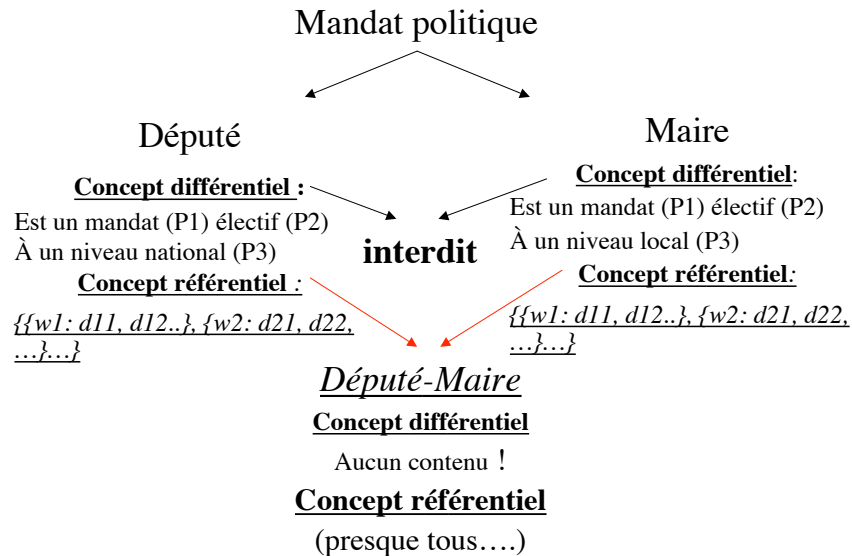 Mandat politique
Député
Concept différentiel :
Est un mandat (P1) électif (P2)
À un niveau national (P3)
Concept référentiel :
{{w1: d11, d12..}, {w2: d21, d22,
…}…}
Maire
Concept différentiel:
Est un mandat (P1) électif (P2)
À un niveau local (P3)
Concept référentiel:
{{w1: d11, d12..}, {w2: d21, d22,
…}…}
interdit
Député-Maire
Concept différentiel
Aucun contenu !
Concept référentiel
(presque tous….)